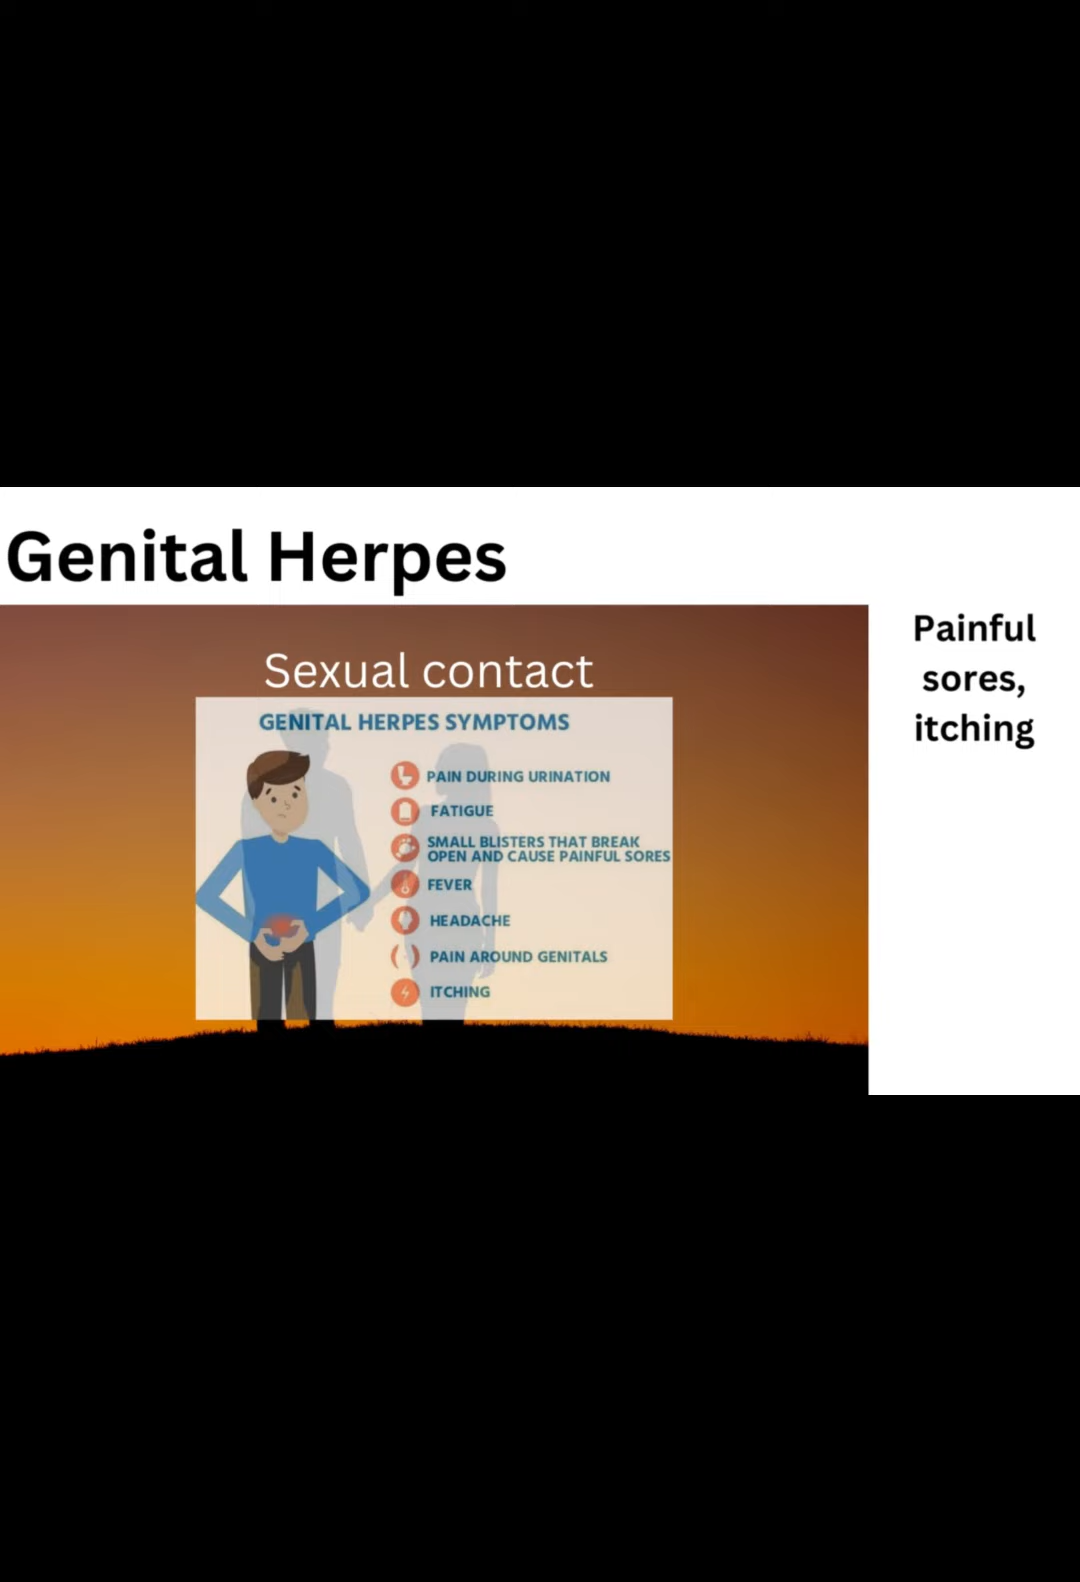 Genital Herpes
Sexual contact
GENITAL HERPES SYMPTOMS
PAIN DURING URINATION
FATIGUE
SMALL BLISTERS THAT BREAK
OPEN AND CAUSE PAINFUL SORES
FEVER
HEADACHE
PAIN AROUND GENITALS
ITCHING
Painful
sores,
itching